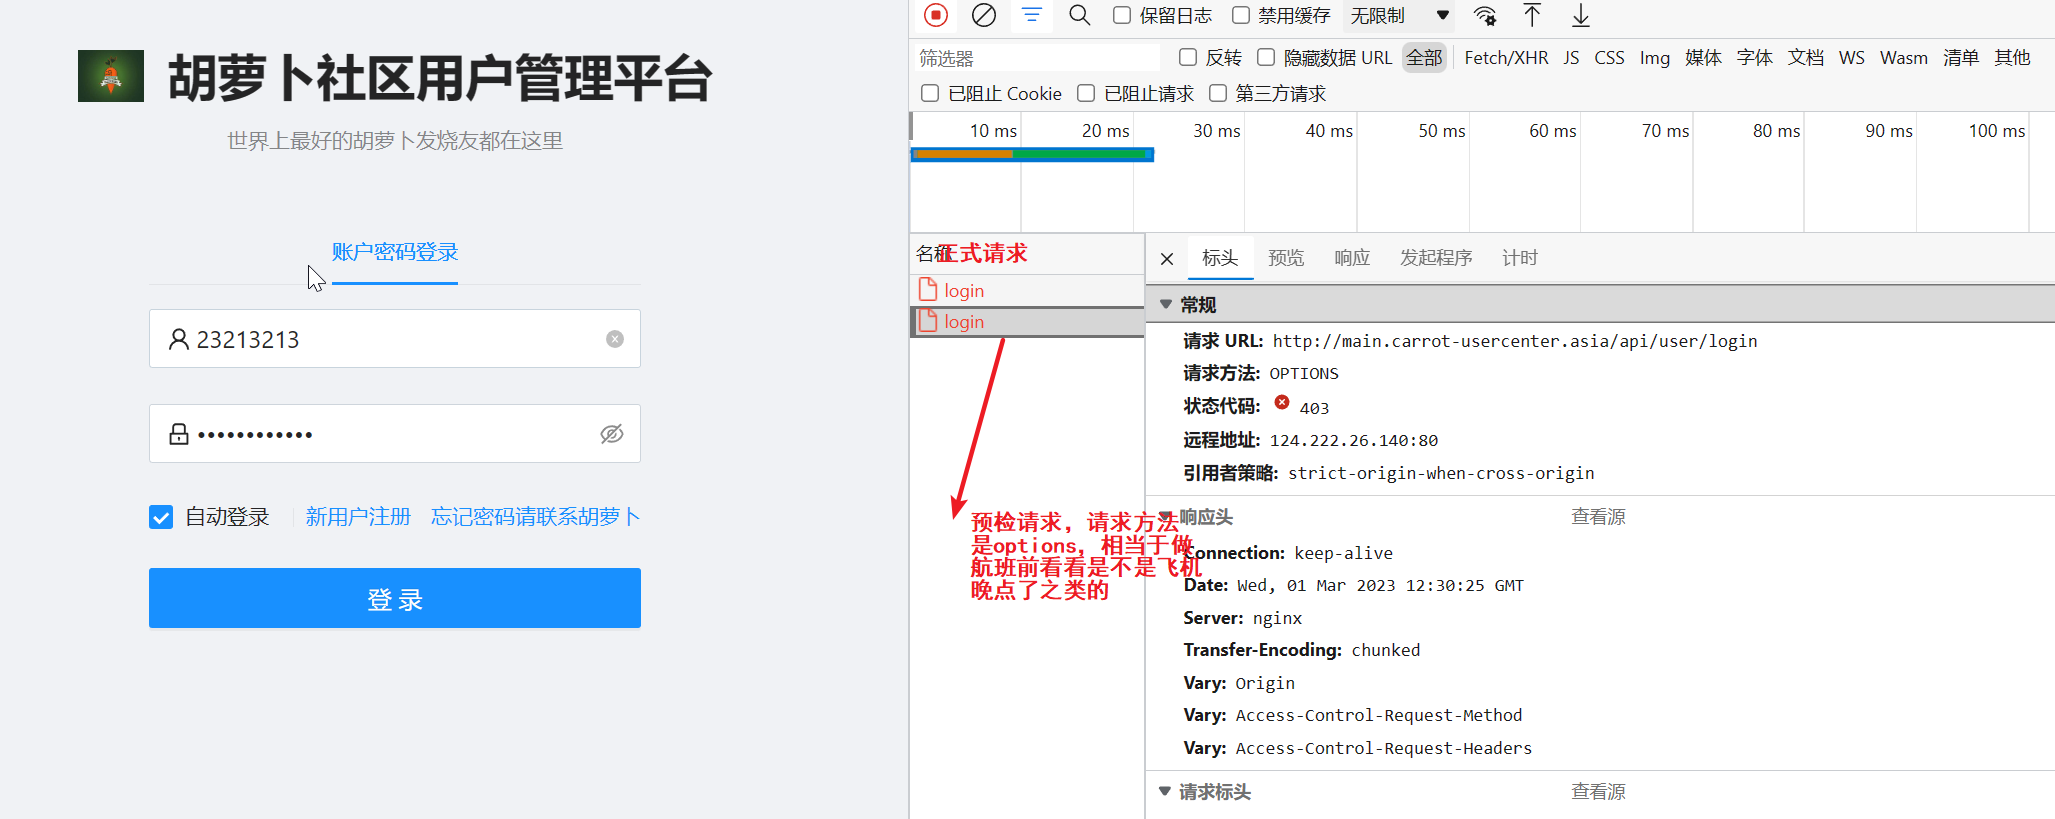 胡萝卜社区用户管理平台
世界上最好的胡萝卜发烧友都在这里
账户密码登录
23213213
••••••••••••
自动登录
新用户注册
忘记密码请联系胡萝卜
登 录
保留日志
禁用缓存
无限制
筛选器
反转
隐藏数据 URL
全部
Fetch/XHR
JS
CSS
Img
媒体
字体
文档
WS
Wasm
清单
其他
已阻止 Cookie
已阻止请求
第三方请求
10 ms
20 ms
30 ms
40 ms
50 ms
60 ms
70 ms
80 ms
90 ms
100 ms
名称
正式请求
login
login
预检请求，请求方法
是options，相当于做
航班前看看是不是飞机
晚点了之类的
标头
预览
响应
发起程序
计时
常规
请求 URL: http://main.carrot-usercenter.asia/api/user/login
请求方法: OPTIONS
状态代码: 403
远程地址: 124.222.26.140:80
引用者策略: strict-origin-when-cross-origin
响应头
查看源
Connection: keep-alive
Date: Wed, 01 Mar 2023 12:30:25 GMT
Server: nginx
Transfer-Encoding: chunked
Vary: Origin
Vary: Access-Control-Request-Method
Vary: Access-Control-Request-Headers
请求标头
查看源